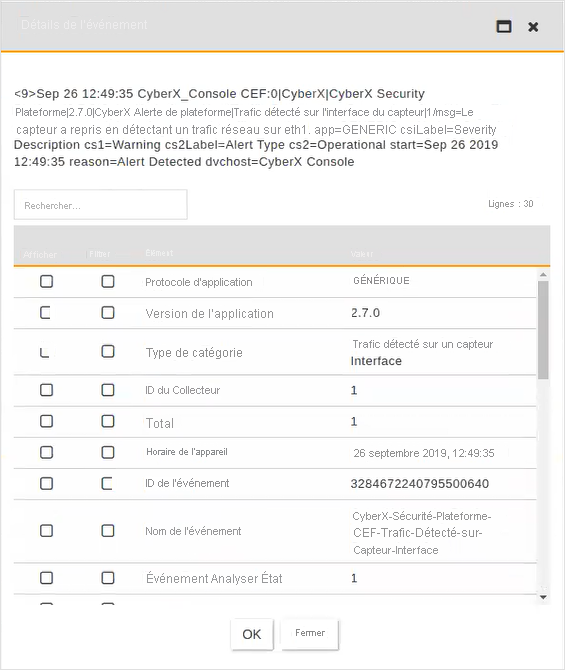 Détails de l'événement
<9>Sep 26 12:49:35 CyberX_Console CEF:0|CyberX|CyberX Security
Plateforme|2.7.0|CyberX Alerte de plateforme|Trafic détecté sur l'interface du capteur|1/msg=Le
capteur a repris en détectant un trafic réseau sur eth1. app=GENERIC csiLabel=Severity
Description cs1=Warning cs2Label=Alert Type cs2=Operational start=Sep 26 2019
12:49:35 reason=Alert Detected dvchost=CyberX Console
Rechercher... Lignes : 30
Afficher Filtrer Élément Valeur
Protocole d'application GÉNÉRIQUE
Version de l'application 2.7.0
Type de catégorie Trafic détecté sur un capteur
Interface
ID du Collecteur 1
Total 1
Horaire de l'appareil 26 septembre 2019, 12:49:35
ID de l'événement 3284672240795500640
Nom de l'événement CyberX-Sécurité-Plateforme-
CEF-Trafic-Détecté-sur-
Capteur-Interface
Événement Analyser État 1
OK Fermer